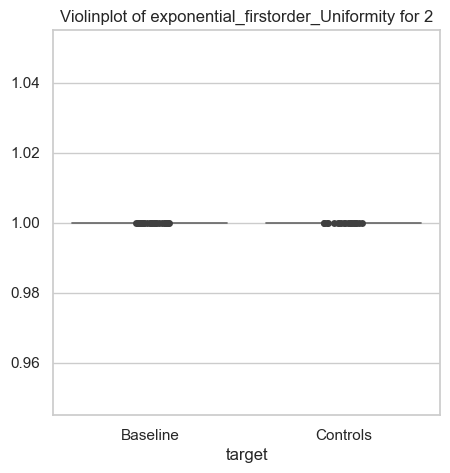 Violinplot of exponential_firstorder_Uniformity for 2
1.04
1.02
1.00
0.98
0.96
Baseline
Controls
target